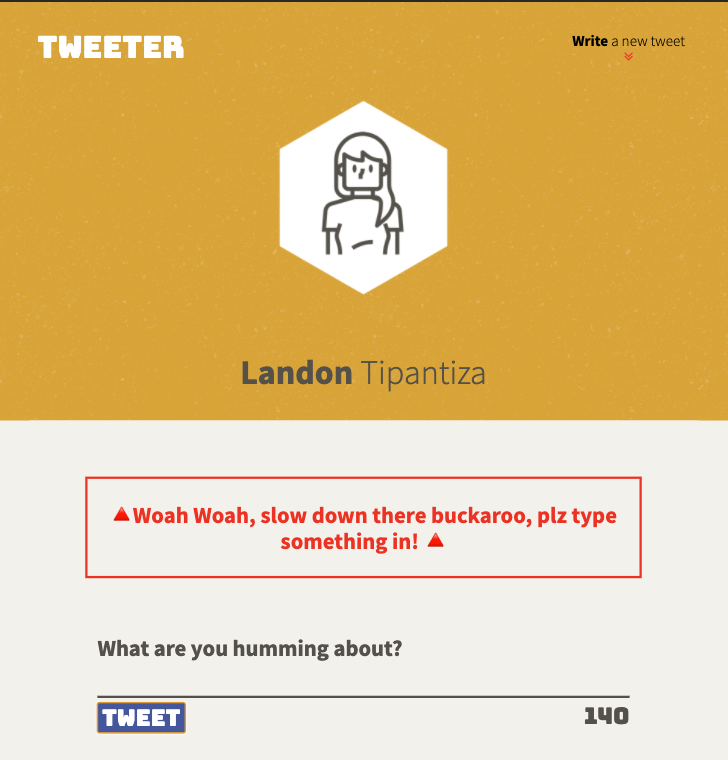 TWEETER
Write a new tweet
Landon Tipantiza
🔺Woah Woah, slow down there buckaroo, plz type
something in! 🔺
What are you humming about?
TWEET
140